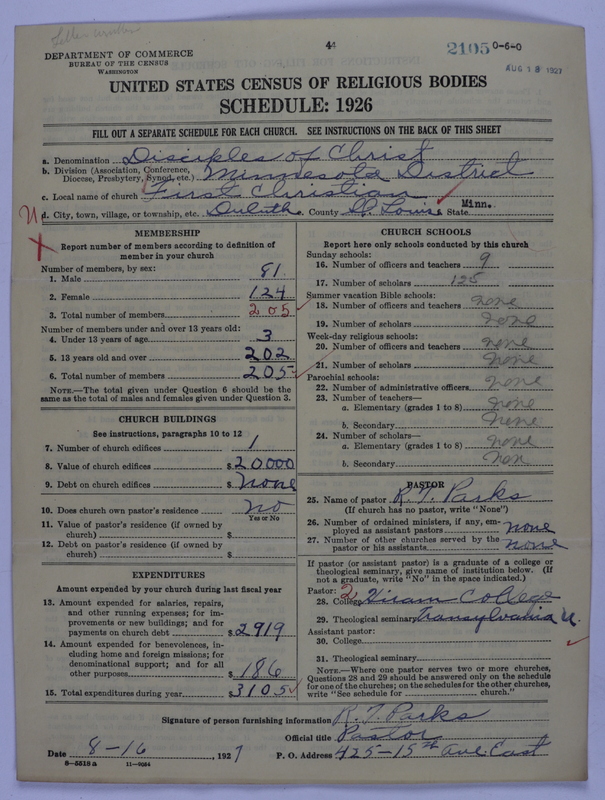 Letter written
44
2105 0-6-0
DEPARTMENT OF COMMERCE
BUREAU OF THE CENSUS
WASHINGTON
AUG 18 1927
UNITED STATES CENSUS OF RELIGIOUS BODIES
SCHEDULE: 1926
FILL OUT A SEPARATE SCHEDULE FOR EACH CHURCH. SEE INSTRUCTIONS ON THE BACK OF THIS SHEET
a. Denomination Disciples of Christ
b. Division (Association, Conference, Diocese, Presbytery, Synod, etc.) Minnesota District
c. Local name of church First Christian
U d. City, town, village, or township, etc. Duluth County St. Louis State Minn.
MEMBERSHIP
Report number of members according to definition of
member in your church
Number of members, by sex:
1. Male 81
2. Female 124
3. Total number of members 205
Number of members under and over 13 years old:
4. Under 13 years of age 3
5. 13 years old and over 202
6. Total number of members 205
NOTE.—The total given under Question 6 should be the
same as the total of males and females given under Question 3.
CHURCH BUILDINGS
See instructions, paragraphs 10 to 12
7. Number of church edifices 1
8. Value of church edifices $20000
9. Debt on church edifices $none
10. Does church own pastor's residence no
Yes or No
11. Value of pastor's residence (if owned by
church) $
12. Debt on pastor's residence (if owned by
church) $
EXPENDITURES
Amount expended by your church during last fiscal year
13. Amount expended for salaries, repairs,
and other running expenses; for im-
provements or new buildings; and for
payments on church debt $2919
14. Amount expended for benevolences, in-
cluding home and foreign missions; for
denominational support; and for all
other purposes $186
15. Total expenditures during year $3105
CHURCH SCHOOLS
Report here only schools conducted by this church
Sunday schools:
16. Number of officers and teachers 9
17. Number of scholars 125
Summer vacation Bible schools:
18. Number of officers and teachers none
19. Number of scholars none
Week-day religious schools:
20. Number of officers and teachers none
21. Number of scholars none
Parochial schools:
22. Number of administrative officers none
23. Number of teachers—
a. Elementary (grades 1 to 8) none
b. Secondary none
24. Number of scholars—
a. Elementary (grades 1 to 8) none
b. Secondary non
PASTOR
25. Name of pastor R. T. Parks
(If church has no pastor, write "None")
26. Number of ordained ministers, if any, em-
ployed as assistant pastors none
27. Number of other churches served by the
pastor or his assistants none
If pastor (or assistant pastor) is a graduate of a college or
theological seminary, give name of institution below. (If
not a graduate, write "No" in the space indicated.)
Pastor: 2
28. College Hiram College
29. Theological seminary Transylvania U.
Assistant pastor:
30. College
31. Theological seminary
NOTE.—Where one pastor serves two or more churches,
Questions 28 and 29 should be answered only on the schedule
for one of the churches; on the schedules for the other churches,
write "See schedule for ........ church."
Signature of person furnishing information R. T. Parks
Official title Pastor
Date 8-16, 1927 P. O. Address 425-15th Ave. East
8-5518 a 11-9054